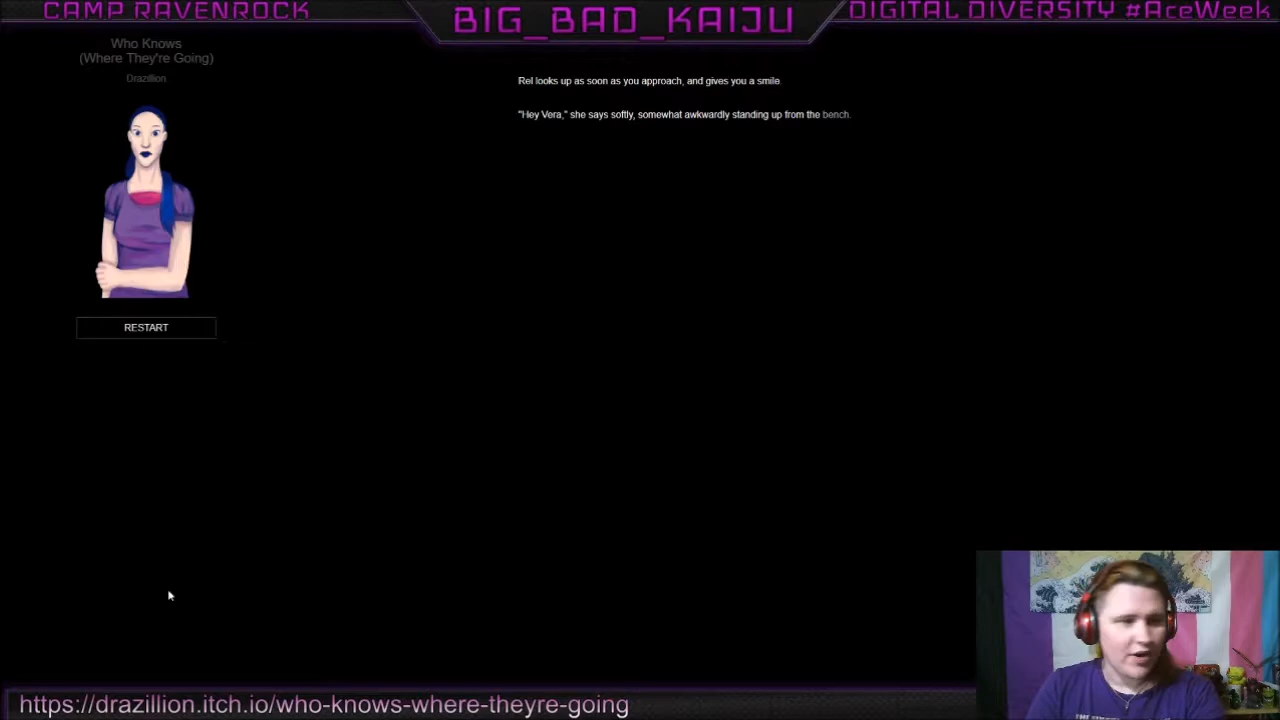 CAMP RAVENROCK
BIG_BAD_KAIJU
DIGITAL DIVERSITY #AceWeek
Who Knows
(Where They're Going)
Drazillion
RESTART
Rel looks up as soon as you approach, and gives you a smile.
"Hey Vera," she says softly, somewhat awkwardly standing up from the bench.
https://drazillion.itch.io/who-knows-where-theyre-going